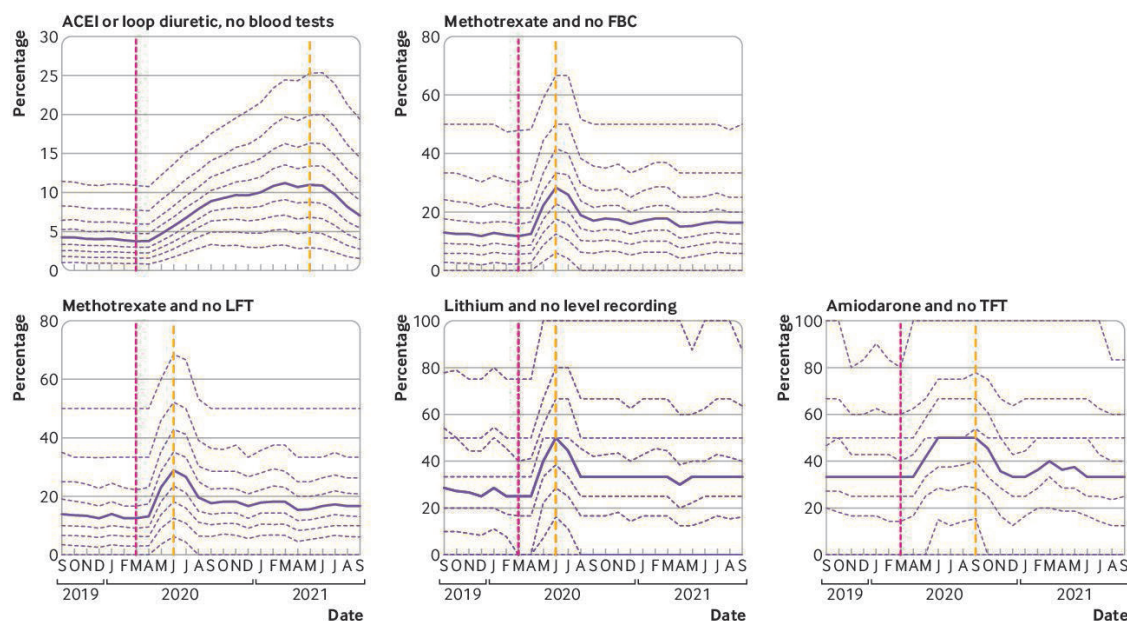 ACEI or loop diuretic, no blood tests
Percentage
30
25
20
15
10
5
0
Methotrexate and no FBC
Percentage
80
60
40
20
0
Methotrexate and no LFT
Percentage
80
60
40
20
0
S O N D J F M A M J J A S O N D J F M A M J J A S
2019 2020 2021
Date
Lithium and no level recording
Percentage
100
80
60
40
20
0
S O N D J F M A M J J A S O N D J F M A M J J A S
2019 2020 2021
Date
Amiodarone and no TFT
Percentage
100
80
60
40
20
0
S O N D J F M A M J J A S O N D J F M A M J J A S
2019 2020 2021
Date